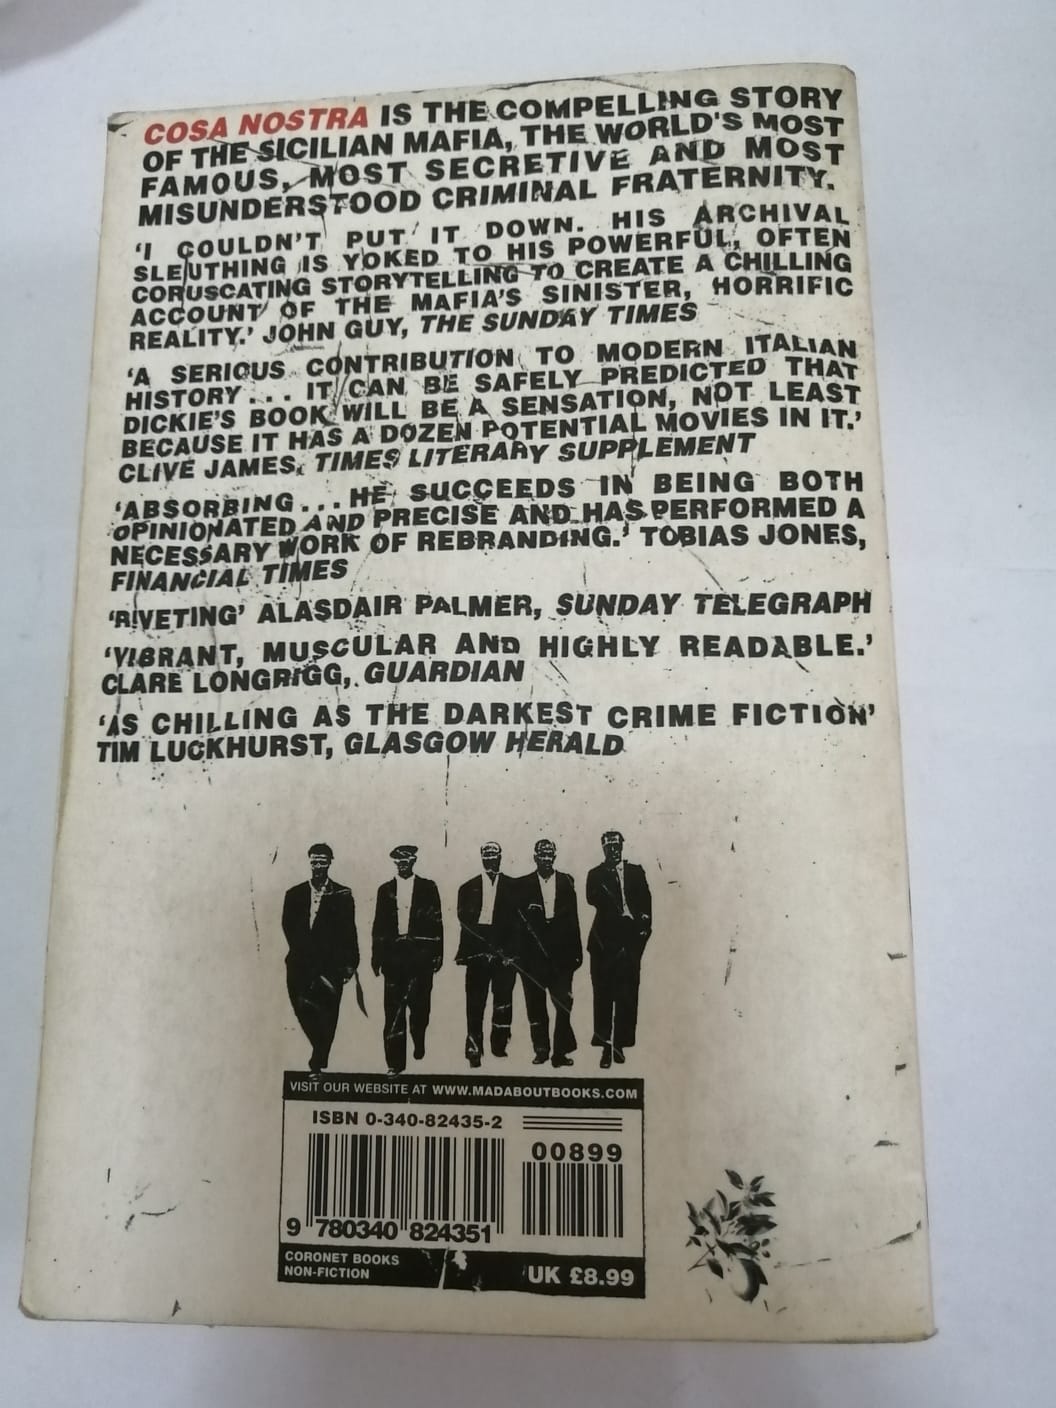 COSA NOSTRA IS THE COMPELLING STORY
OF THE SICILIAN MAFIA, THE WORLD'S MOST
FAMOUS, MOST SECRETIVE AND MOST
MISUNDERSTOOD CRIMINAL FRATERNITY.
'I COULDN'T PUT IT DOWN. HIS ARCHIVAL
SLEUTHING IS YOKED TO HIS POWERFUL, OFTEN
CORUSCATING STORYTELLING TO CREATE A CHILLING
ACCOUNT OF THE MAFIA'S SINISTER, HORRIFIC
REALITY.' JOHN GUY, THE SUNDAY TIMES
'A SERIOUS CONTRIBUTION TO MODERN ITALIAN
HISTORY... IT CAN BE SAFELY PREDICTED THAT
DICKIE'S BOOK WILL BE A SENSATION, NOT LEAST
BECAUSE IT HAS A DOZEN POTENTIAL MOVIES IN IT.'
CLIVE JAMES, TIMES LITERARY SUPPLEMENT
'ABSORBING... HE SUCCEEDS IN BEING BOTH
OPINIONATED AND PRECISE AND HAS PERFORMED A
NECESSARY WORK OF REBRANDING.' TOBIAS JONES,
FINANCIAL TIMES
'RIVETING' ALASDAIR PALMER, SUNDAY TELEGRAPH
'VIBRANT, MUSCULAR AND HIGHLY READABLE.'
CLARE LONGRIGG, GUARDIAN
'AS CHILLING AS THE DARKEST CRIME FICTION'
TIM LUCKHURST, GLASGOW HERALD
VISIT OUR WEBSITE AT WWW.MADABOUTBOOKS.COM
ISBN 0-340-82435-2
00899
9 780340 824351
CORONET BOOKS
NON-FICTION
UK £8.99